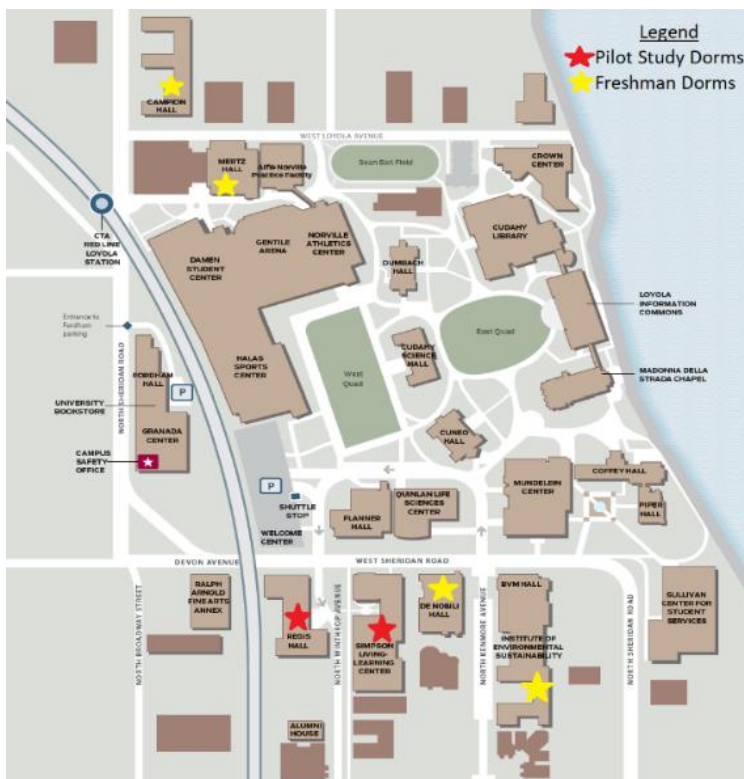 Legend
Pilot Study Dorms
Freshman Dorms
CAMPION
HALL
WEST LOYOLA AVENUE
MERTZ
HALL
Alfie Norville
Practice Facility
Sean Earl Field
CROWN
CENTER
CTA
RED LINE
LOYOLA
STATION
DAMEN
STUDENT
CENTER
GENTILE
ARENA
NORVILLE
ATHLETICS
CENTER
DUMBACH
HALL
CUDAHY
LIBRARY
LOYOLA
INFORMATION
COMMONS
Entrance to
Fordham
parking
NORTH SHERIDAN ROAD
FORDHAM
HALL
P
HALAS
SPORTS
CENTER
West
Quad
CUDAHY
SCIENCE
HALL
East Quad
MADONNA DELLA
STRADA CHAPEL
UNIVERSITY
BOOKSTORE
GRANADA
CENTER
CAMPUS
SAFETY
OFFICE
CUNEO
HALL
P
SHUTTLE
STOP
WELCOME
CENTER
FLANNER
HALL
QUINLAN LIFE
SCIENCES
CENTER
MUNDELEIN
CENTER
COFFEY HALL
PIPER
HALL
DEVON AVENUE
WEST SHERIDAN ROAD
NORTH BROADWAY STREET
RALPH
ARNOLD
FINE ARTS
ANNEX
REGIS
HALL
NORTH WINTHROP AVENUE
SIMPSON
LIVING-
LEARNING
CENTER
DE NOBILI
HALL
NORTH KENMORE AVENUE
BVM HALL
INSTITUTE OF
ENVIRONMENTAL
SUSTAINABILITY
NORTH SHERIDAN ROAD
SULLIVAN
CENTER FOR
STUDENT
SERVICES
ALUMNI
HOUSE